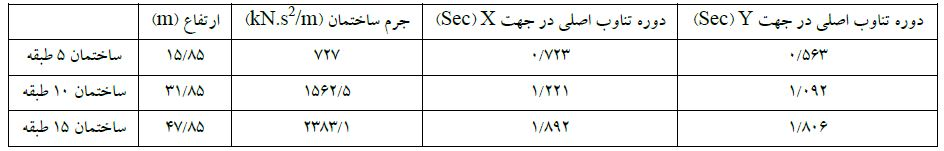 ارتفاع (m) جرم ساختمان (kN.s²/m) دوره تناوب اصلی در جهت X (Sec) دوره تناوب اصلی در جهت Y (Sec)
ساختمان ۵ طبقه ۱۵/۸۵ ۷۲۷ ۰/۷۲۳ ۰/۵۶۳
ساختمان ۱۰ طبقه ۳۱/۸۵ ۱۵۶۲/۵ ۱/۲۲۱ ۱/۰۹۲
ساختمان ۱۵ طبقه ۴۷/۸۵ ۲۳۸۳/۱ ۱/۸۹۲ ۱/۸۰۶